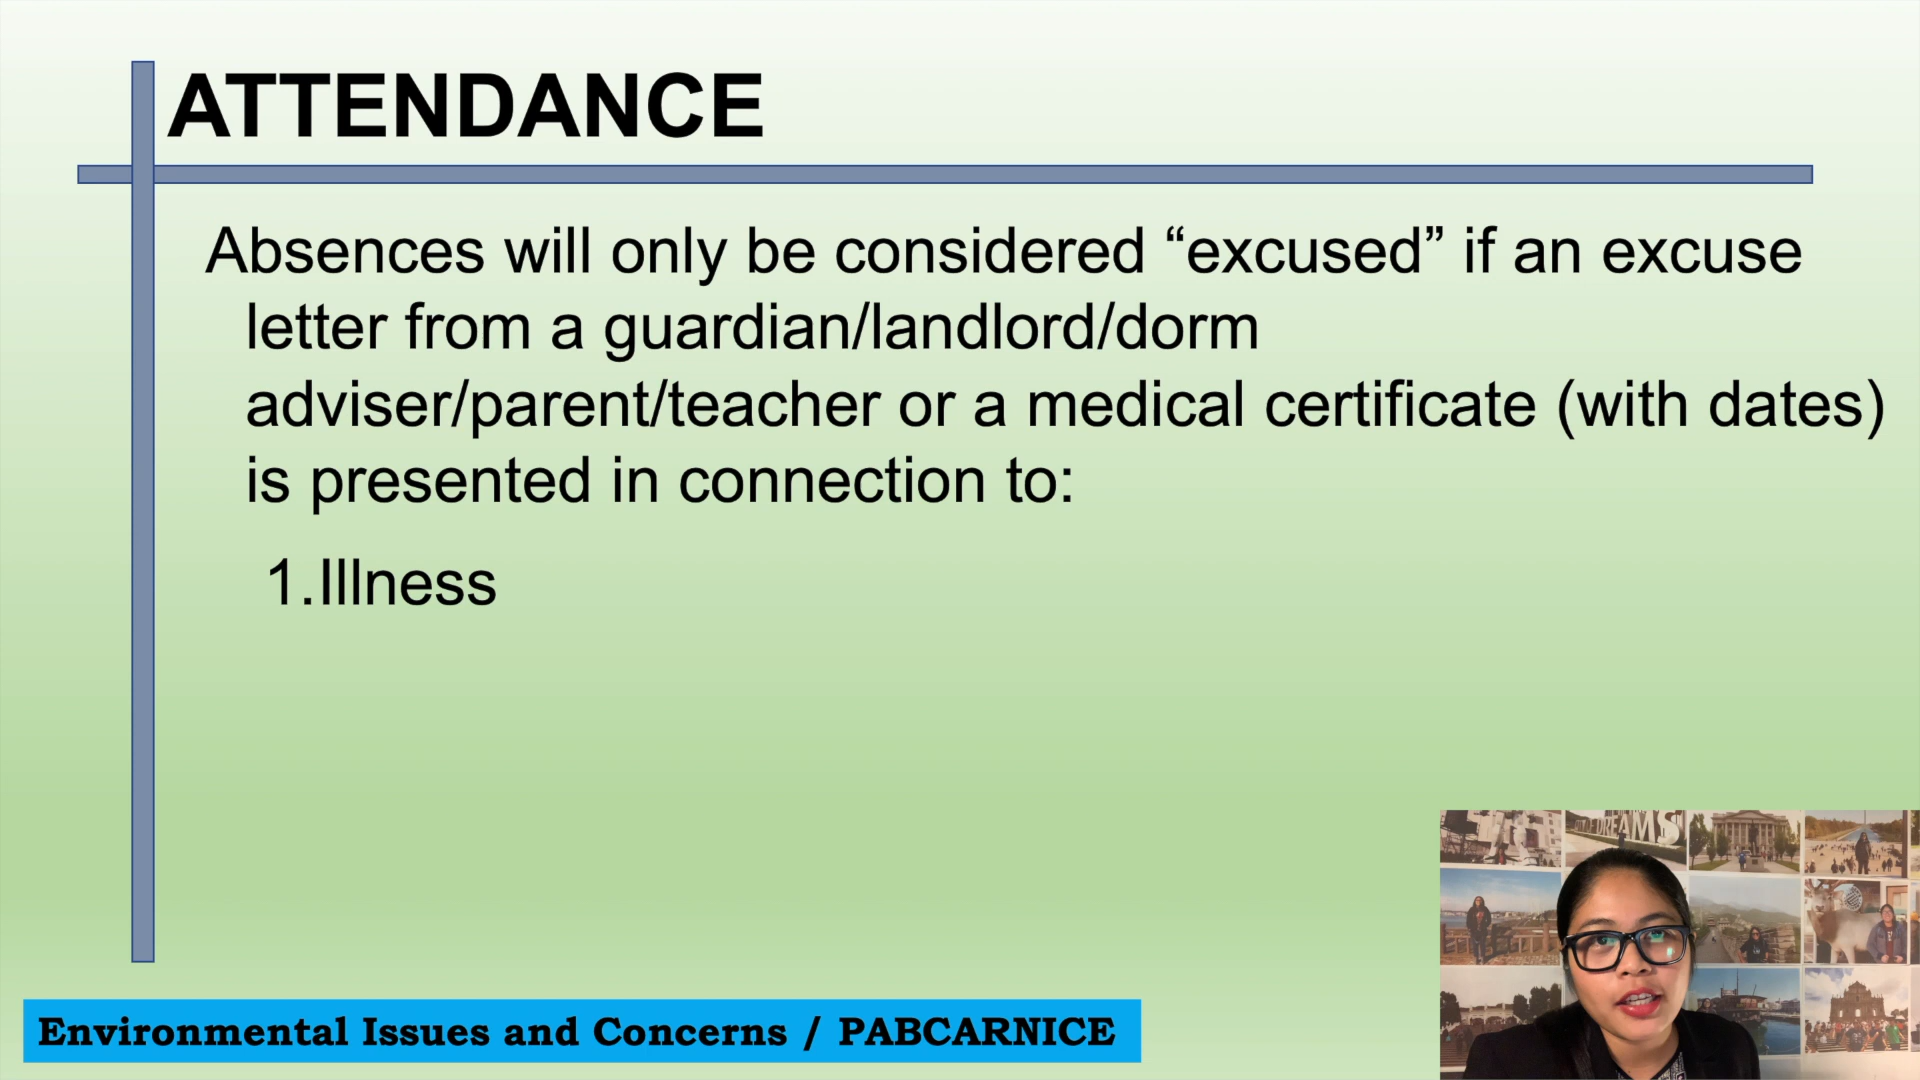 ATTENDANCE
Absences will only be considered “excused” if an excuse
letter from a guardian/landlord/dorm
adviser/parent/teacher or a medical certificate (with dates)
is presented in connection to:
1.Illness
DREAMS
Environmental Issues and Concerns / PABCARNICE